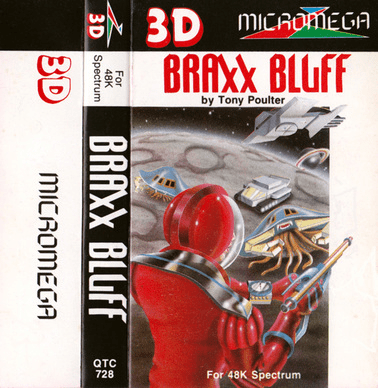 3D
MICROMEGA
3D
For
48K
Spectrum
BRAXX BLUFF
QTC
728
3D
MICROMEGA
BRAXX BLUFF
by Tony Poulter
For 48K Spectrum